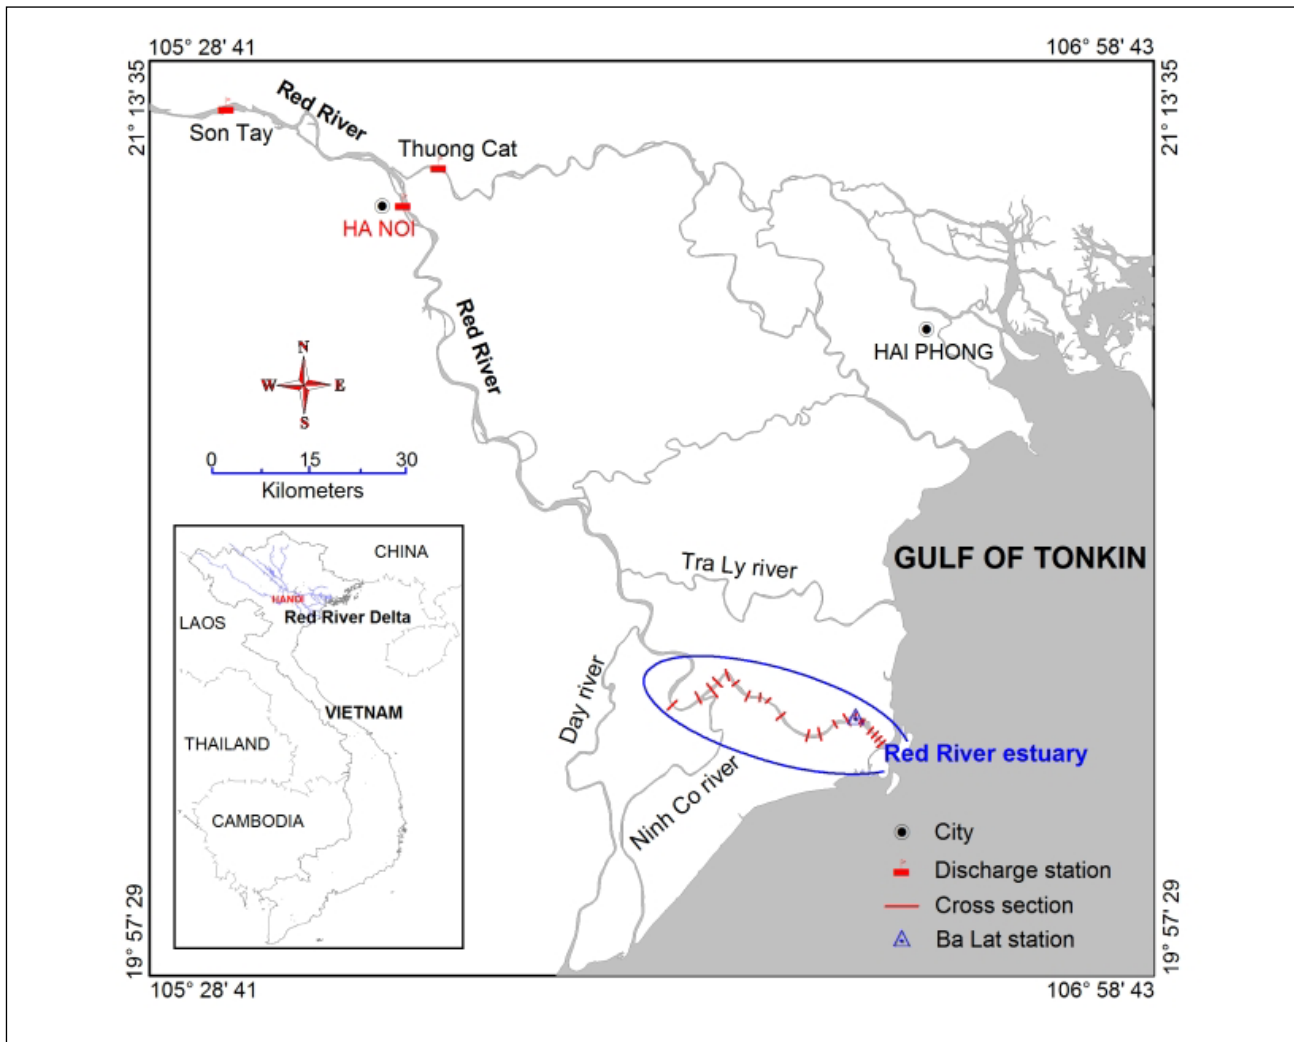 105° 28' 41
106° 58' 43
21° 13' 35
21° 13' 35
Red River
Son Tay
Thuong Cat
HA NOI
Red River
HAI PHONG
N
W
E
S
0
15
30
Kilometers
GULF OF TONKIN
Tra Ly river
CHINA
HANOI
Red River Delta
LAOS
VIETNAM
THAILAND
CAMBODIA
Day river
Ninh Co river
Red River estuary
City
Discharge station
Cross section
Ba Lat station
19° 57' 29
19° 57' 29
105° 28' 41
106° 58' 43